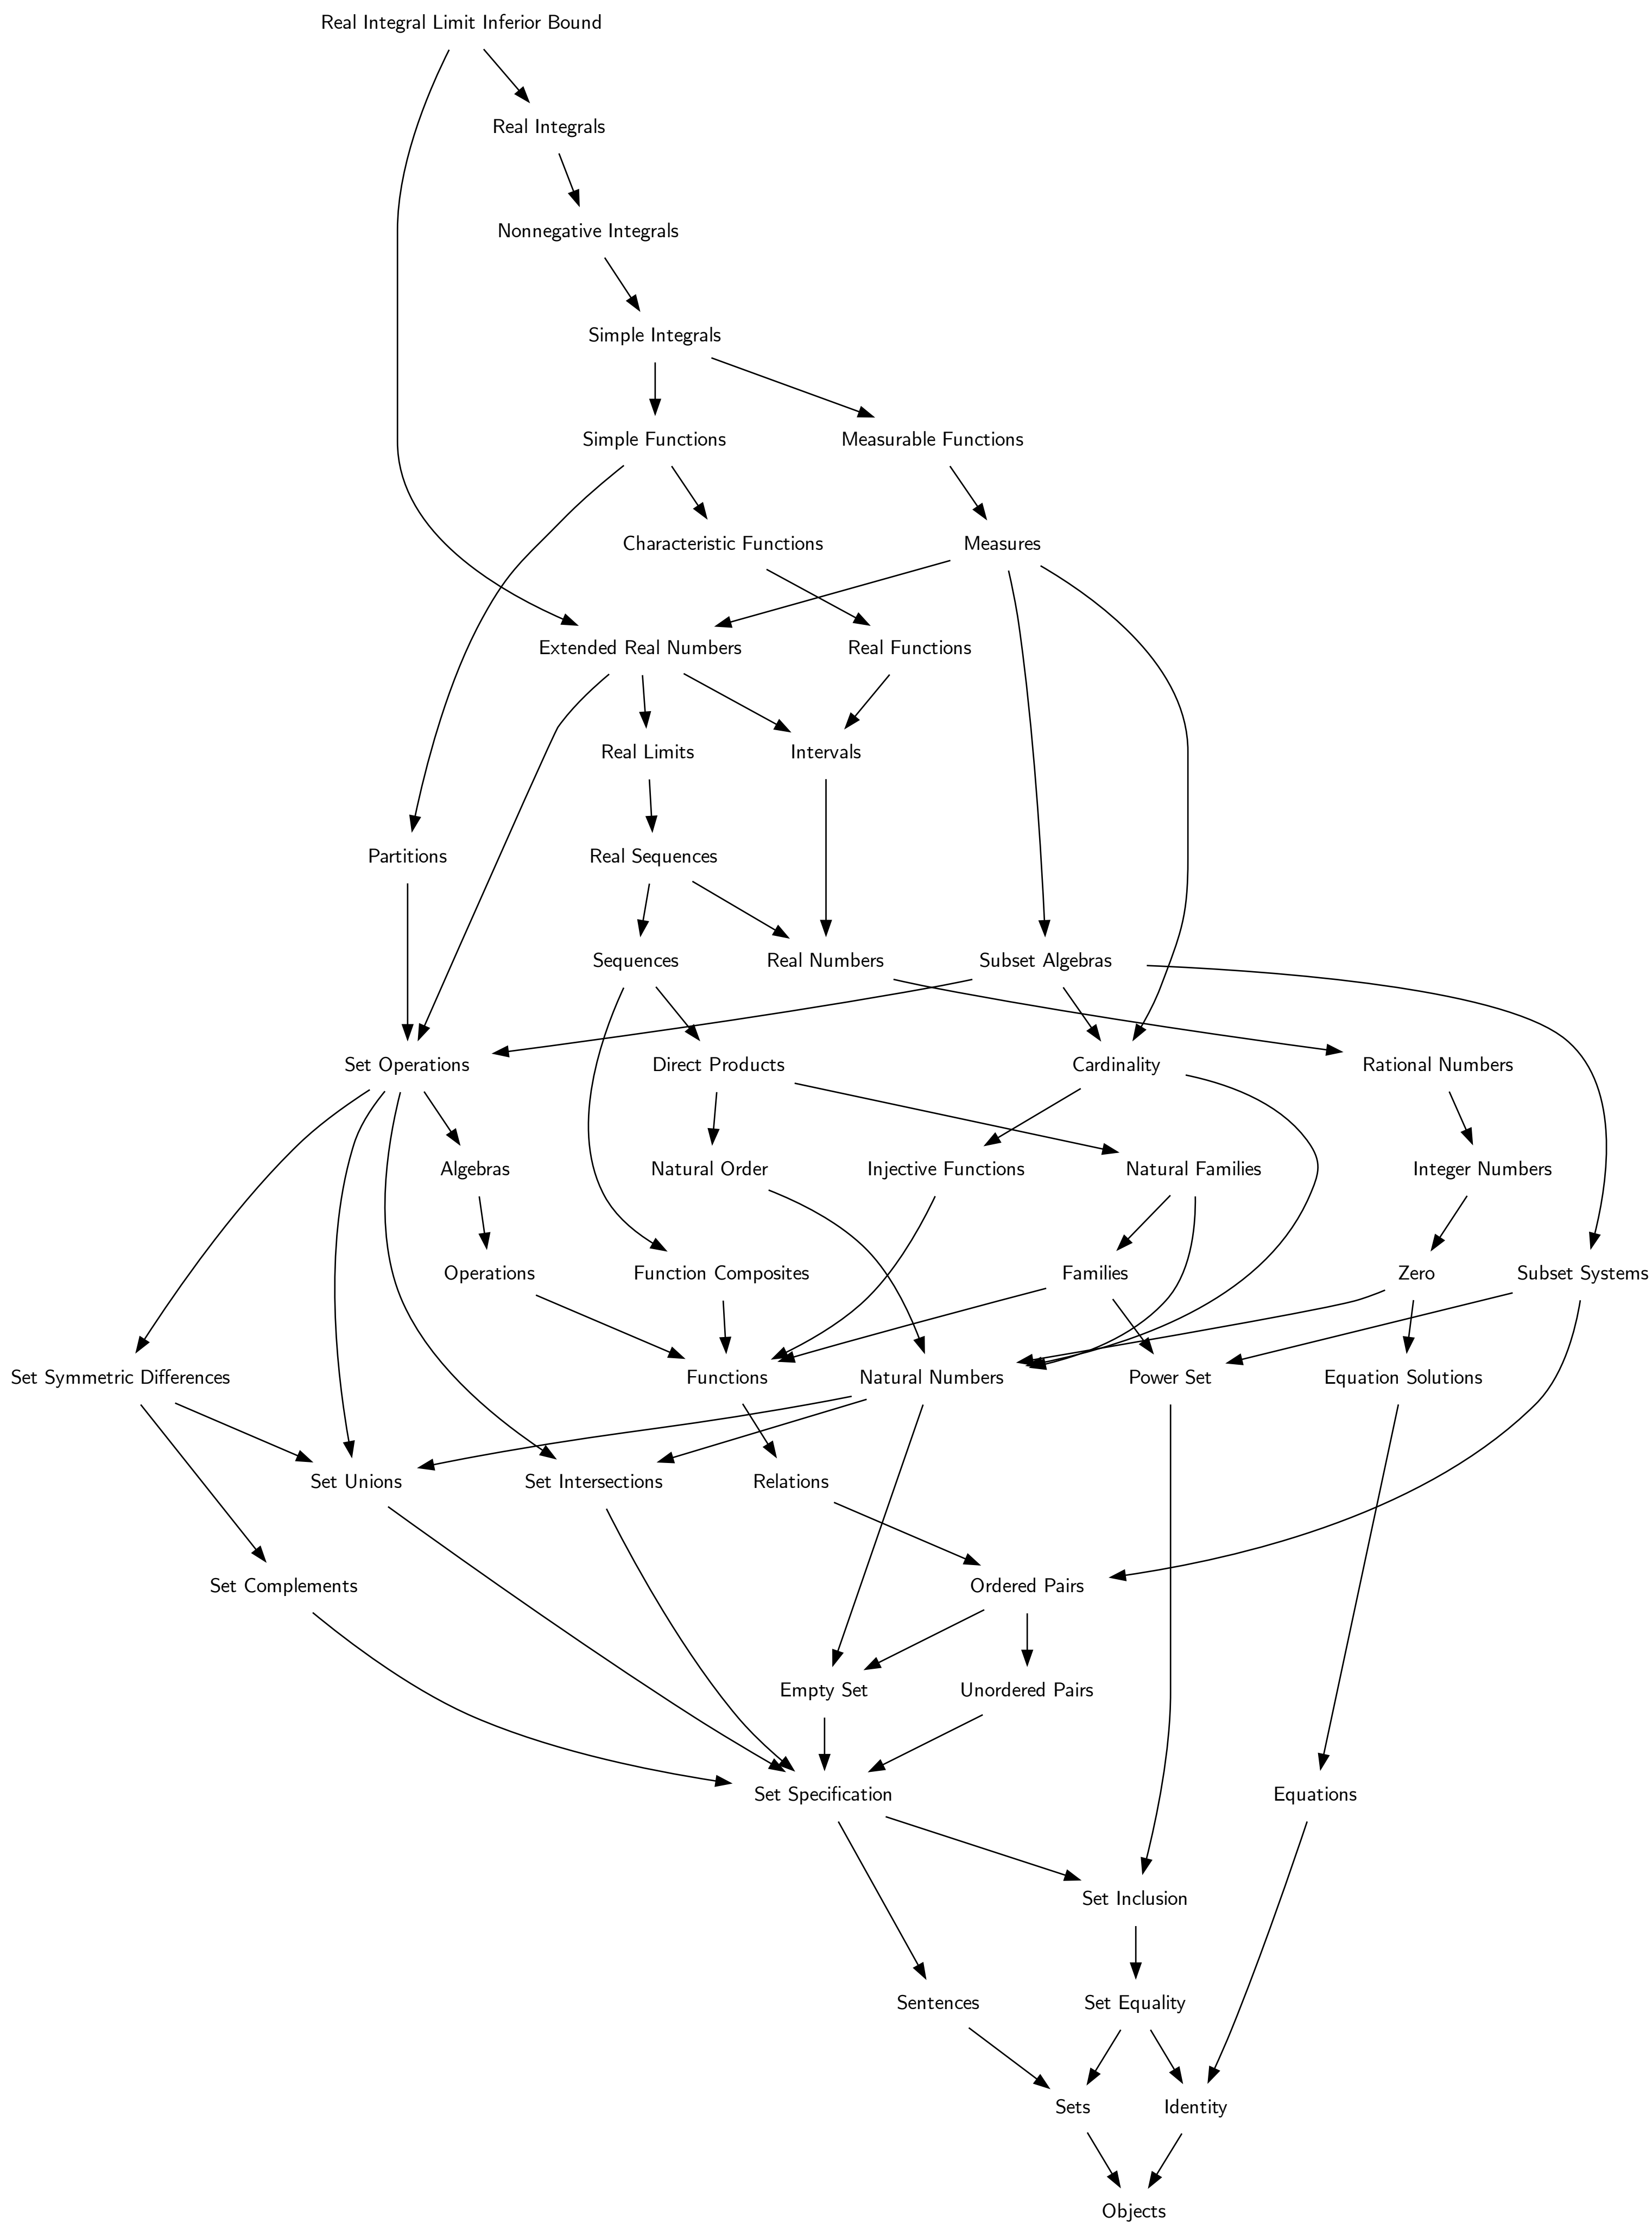 Real Integral Limit Inferior Bound
Real Integrals
Nonnegative Integrals
Simple Integrals
Simple Functions
Measurable Functions
Characteristic Functions
Measures
Extended Real Numbers
Real Functions
Real Limits
Intervals
Partitions
Real Sequences
Sequences
Real Numbers
Subset Algebras
Set Operations
Direct Products
Cardinality
Rational Numbers
Algebras
Natural Order
Injective Functions
Natural Families
Integer Numbers
Operations
Function Composites
Families
Zero
Subset Systems
Set Symmetric Differences
Functions
Natural Numbers
Power Set
Equation Solutions
Set Unions
Set Intersections
Relations
Set Complements
Ordered Pairs
Empty Set
Unordered Pairs
Set Specification
Equations
Set Inclusion
Sentences
Set Equality
Sets
Identity
Objects